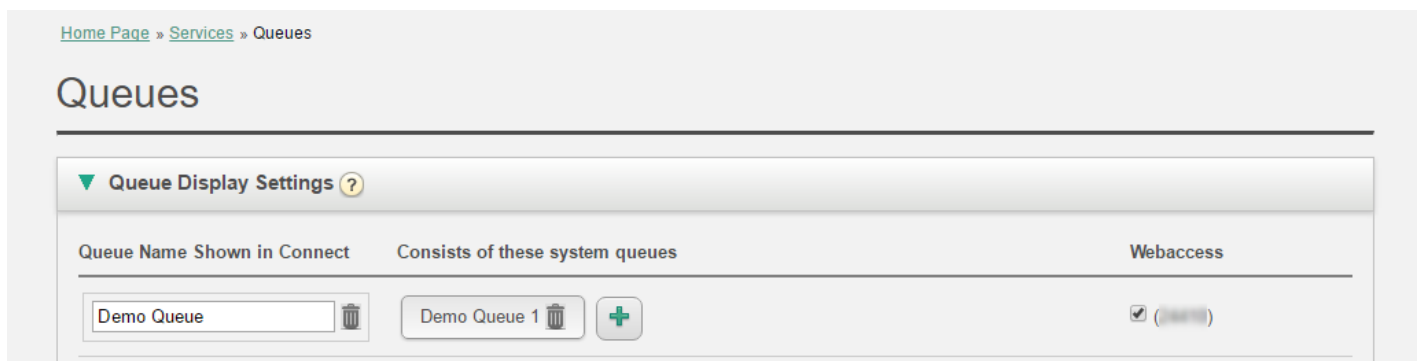 Home Page » Services » Queues
Queues
Queue Display Settings ?
Queue Name Shown in Connect Consists of these system queues Webaccess
Demo Queue Demo Queue 1 ( )